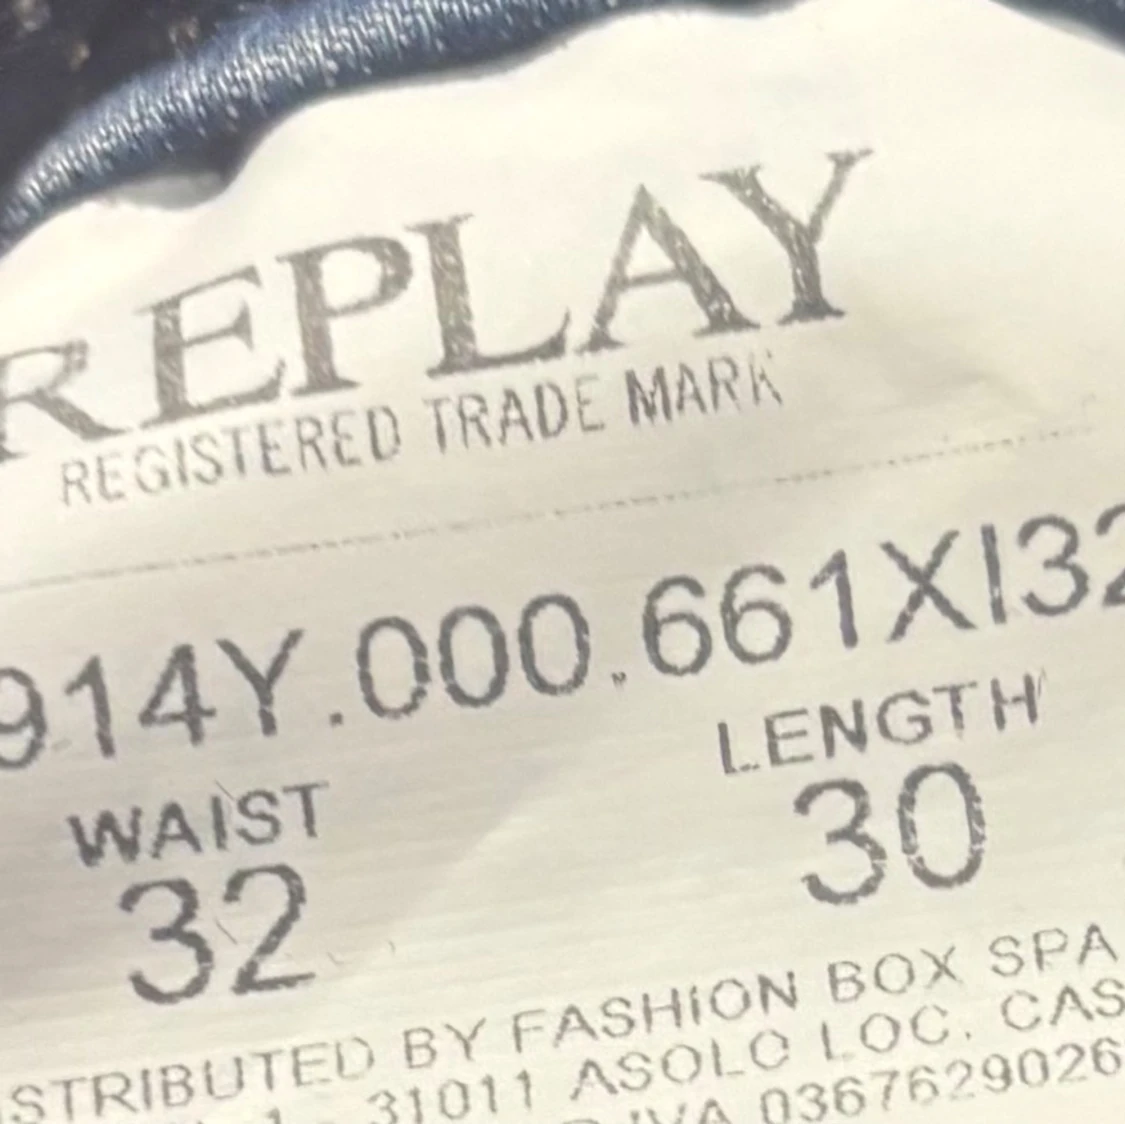 REPLAY
REGISTERED TRADE MARK
914Y.000.661XI32
WAIST LENGTH
32 30
STRIBUTED BY FASHION BOX SPA
31011 ASOLO LOC. CAS
IVA 0367629026